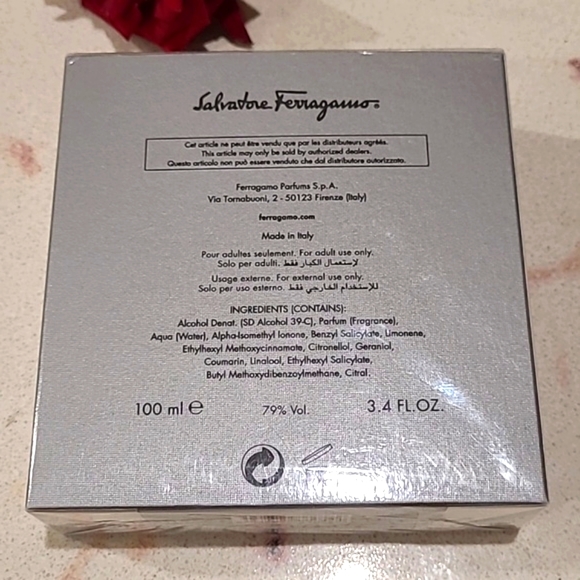 Salvatore Ferragamo
Cet article ne peut être vendu que par les distributeurs agréés.
This article may only be sold by authorized dealers.
Questo articolo non può essere venduto che dal distributore autorizzato.
Ferragamo Parfums S.p.A.
Via Tornabuoni, 2 - 50123 Firenze (Italy)
ferragamo.com
Made in Italy
Pour adultes seulement. For adult use only.
Solo per adulti. لإستعمال الكبار فقط.
Usage externe. For external use only.
Solo per uso esterno. للإستخدام الخارجي فقط.
INGREDIENTS (CONTAINS):
Alcohol Denat. (SD Alcohol 39-C), Parfum (Fragrance),
Aqua (Water), Alpha-Isomethyl Ionone, Benzyl Salicylate, Limonene,
Ethylhexyl Methoxycinnamate, Citronellol, Geraniol,
Coumarin, Linalool, Ethylhexyl Salicylate,
Butyl Methoxydibenzoylmethane, Citral.
100 ml ℮ 79% Vol. 3.4 FL.OZ.